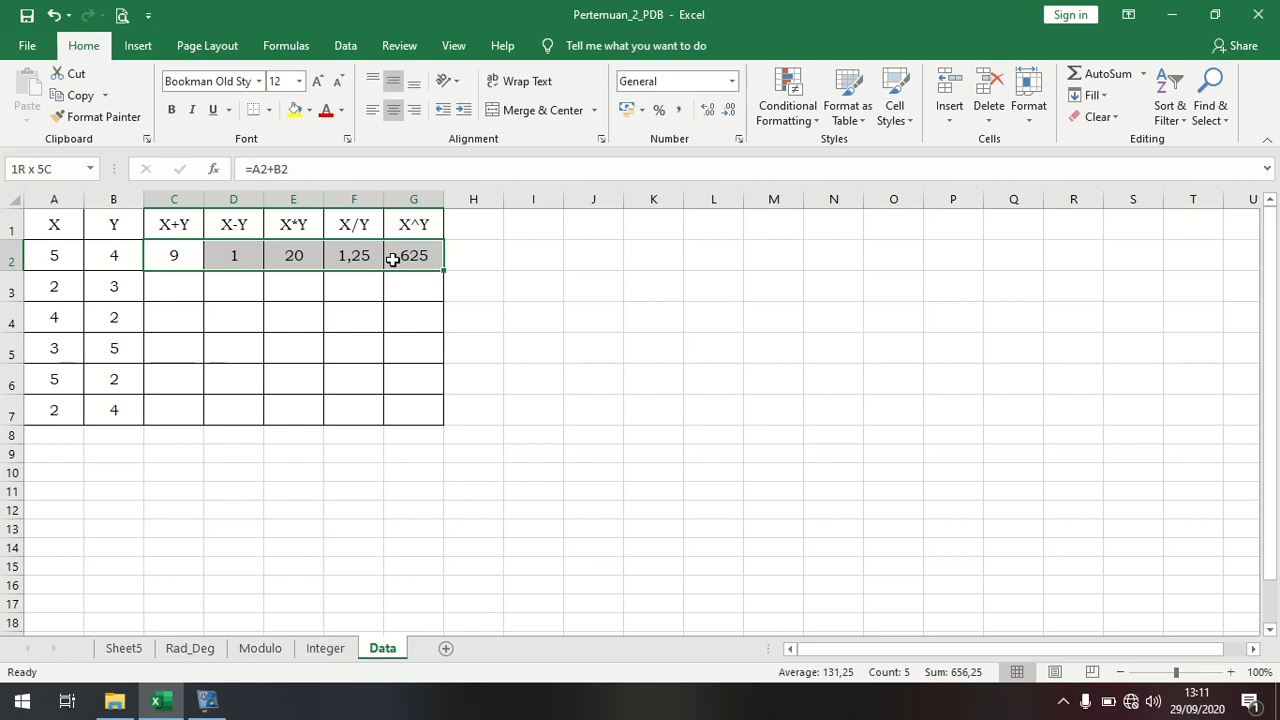 Pertemuan_2_PDB - Excel
Sign in
File Home Insert Page Layout Formulas Data Review View Help Tell me what you want to do Share
Paste
Cut
Copy
Format Painter
Clipboard
Bookman Old Sty 12
B I U
Font
Wrap Text
Merge & Center
Alignment
General
Number
Conditional Formatting
Format as Table
Cell Styles
Styles
Insert Delete Format
Cells
AutoSum
Fill
Clear
Sort & Filter
Find & Select
Editing
1R x 5C fx =A2+B2
A B C D E F G H I J K L M N O P Q R S T U
1 X Y X+Y X-Y X*Y X/Y X^Y
2 5 4 9 1 20 1,25 625
3 2 3
4 4 2
5 3 5
6 5 2
7 2 4
8
9
10
11
12
13
14
15
16
17
18
Sheet5 Rad_Deg Modulo Integer Data
Ready Average: 131,25 Count: 5 Sum: 656,25 100%
13:11
29/09/2020
1